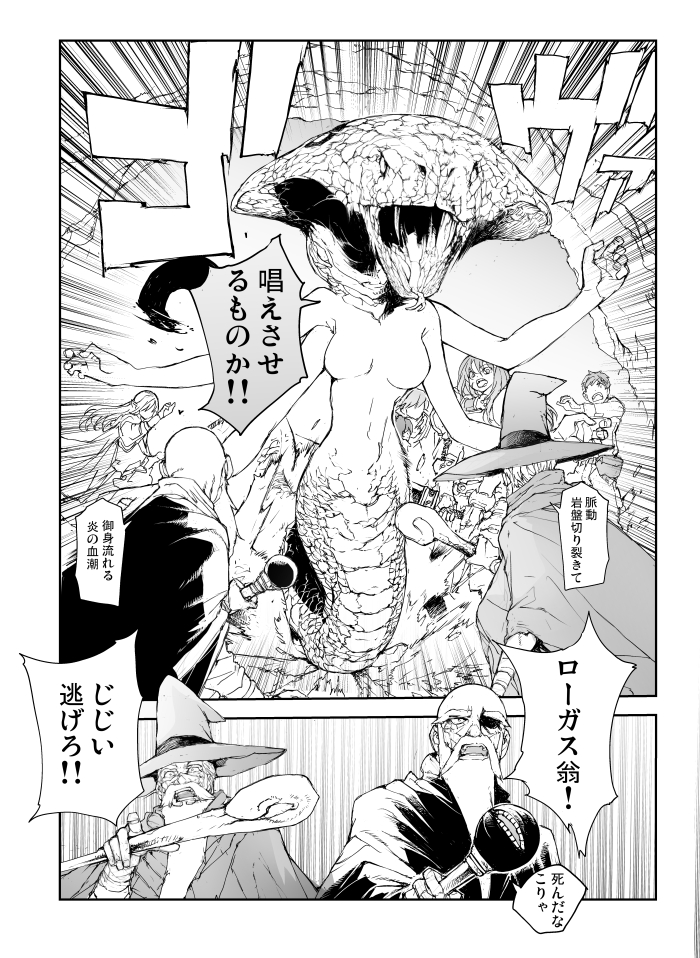 ヴァ
ゴ
唱えさせ
るものか!!
脈動
岩盤切り裂きて
御身流れる
炎の血潮
ローガス翁!
じじい
逃げろ!!
死んだな
こりゃ